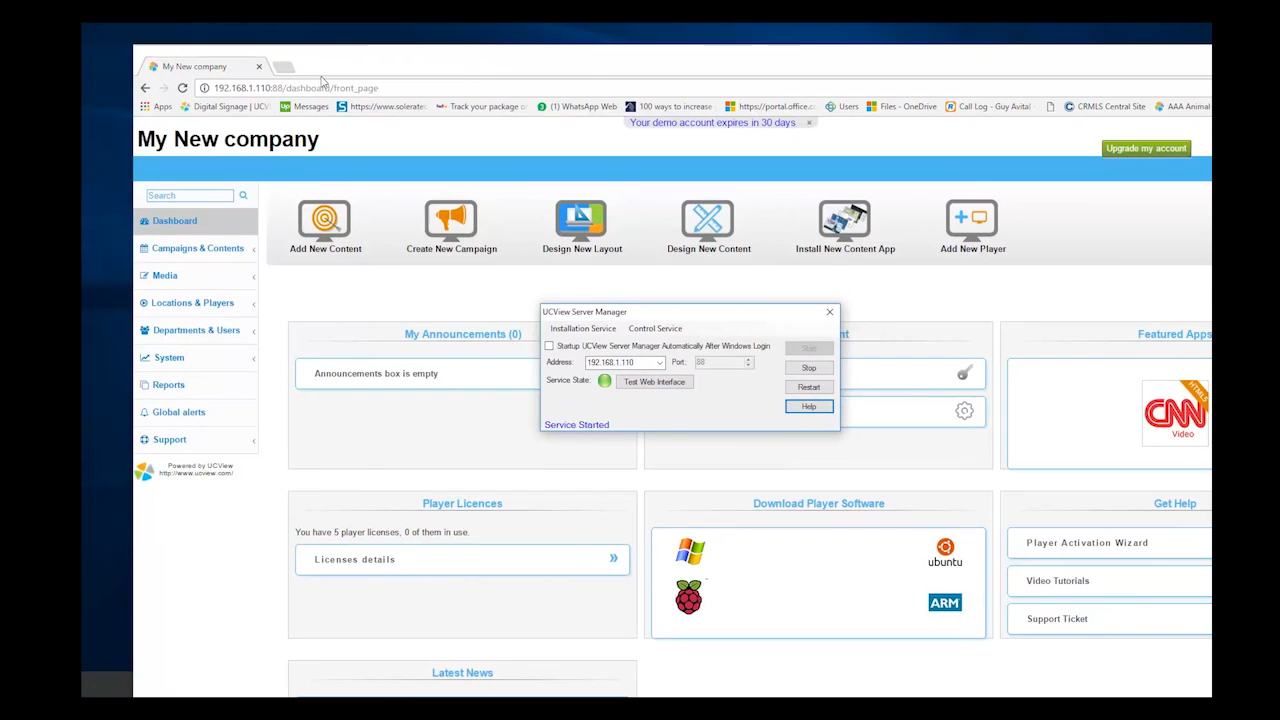 My New company
192.168.1.110:88/dashboard/front_page
Apps
Digital Signage | UCV
Up Messages
S https://www.soleratec
Track your package o
WhatsApp Web
100 ways to increase
https://portal.office.c
Users
Files - OneDrive
Call Log - Guy Avital
CRMLS Central Site
AAA Animal
Your demo account expires in 30 days
My New company
Upgrade my account
Search
Dashboard
Campaigns & Contents
Media
Locations & Players
Departments & Users
System
Reports
Global alerts
Support
Powered by UCView
http://www.ucview.com/
Add New Content
Create New Campaign
Design New Layout
Design New Content
Install New Content App
Add New Player
My Announcements (0)
Announcements box is empty
UCView Server Manager
Installation Service
Control Service
Startup UCView Server Manager Automatically After Windows Login
Address:
192.168.1.110
Port:
88
Service State:
Test Web Interface
Start
Stop
Restart
Help
Service Started
Featured Apps
HTML5
CNN
Video
Player Licences
You have 5 player licenses, 0 of them in use.
Licenses details
Download Player Software
ubuntu
ARM
Get Help
Player Activation Wizard
Video Tutorials
Support Ticket
Latest News